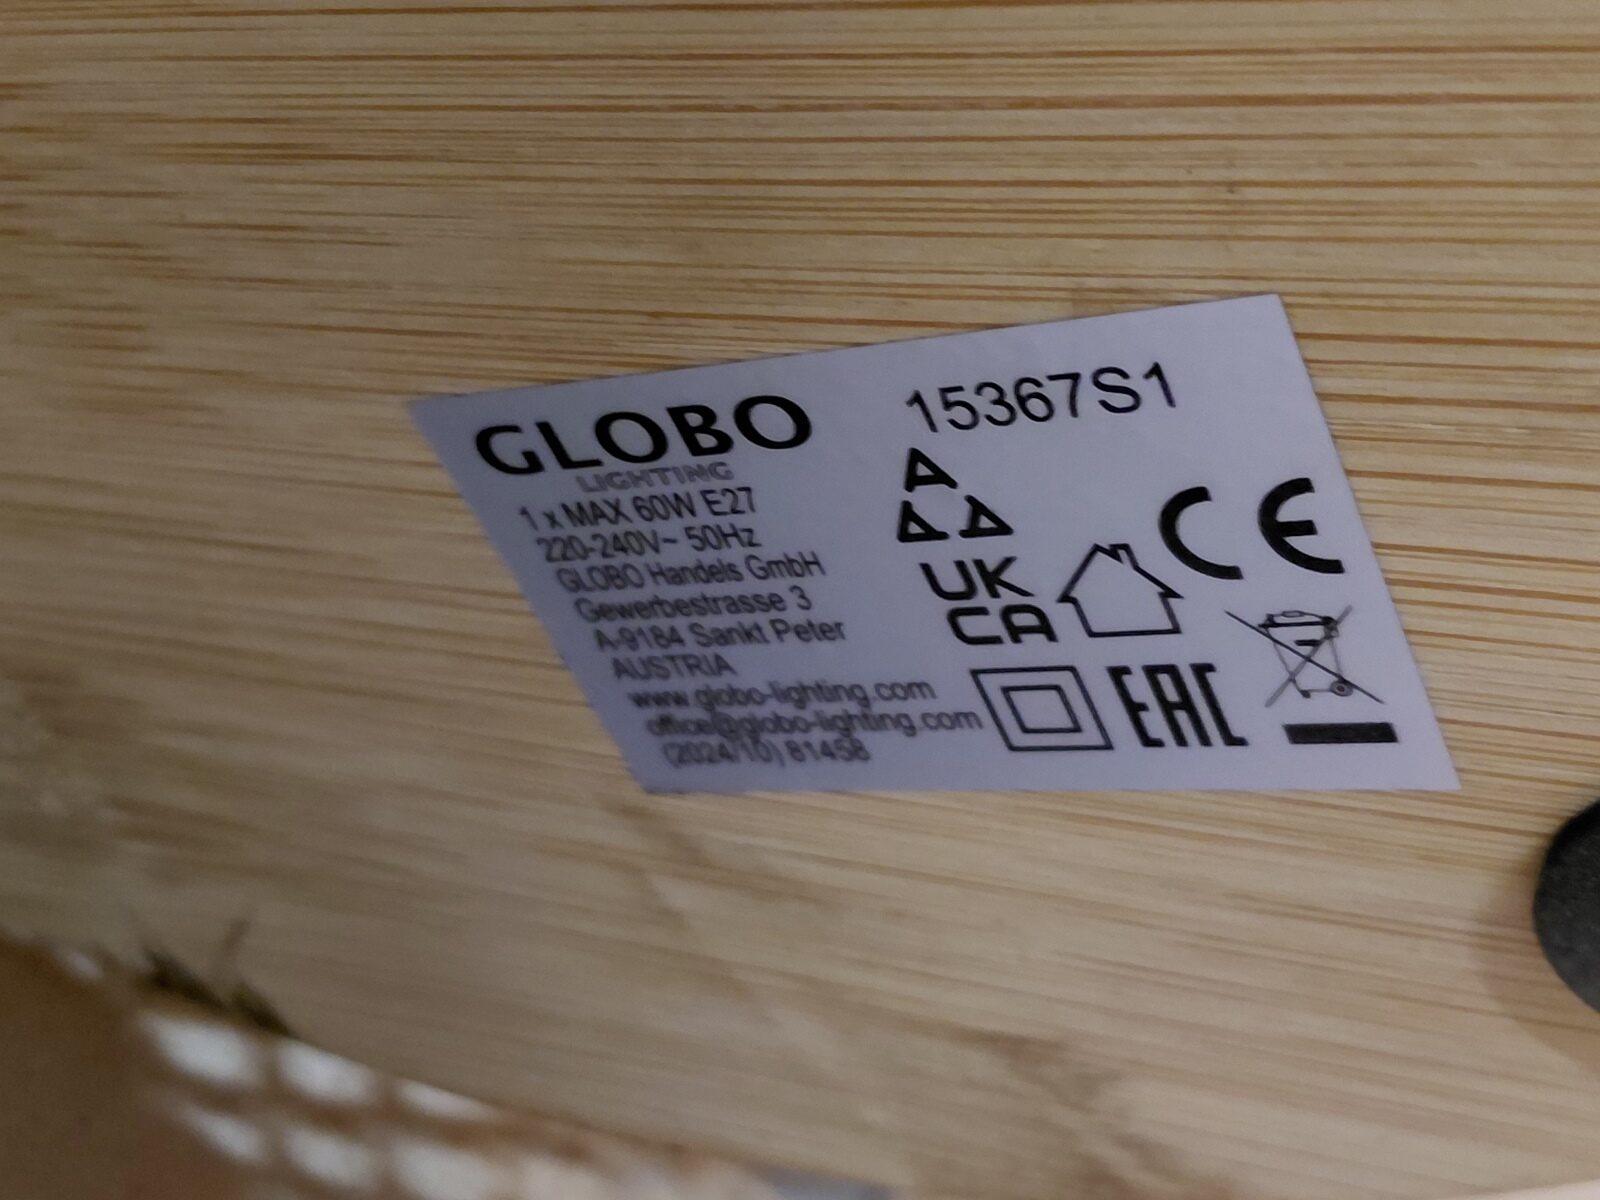 GLOBO
LIGHTING
15367S1
1 x MAX 60W E27
220-240V~ 50Hz
GLOBO Handels GmbH
Gewerbestrasse 3
A-9184 Sankt Peter
AUSTRIA
www.globo-lighting.com
office@globo-lighting.com
(2024/10) 81458
UK
CA
CE
EAC